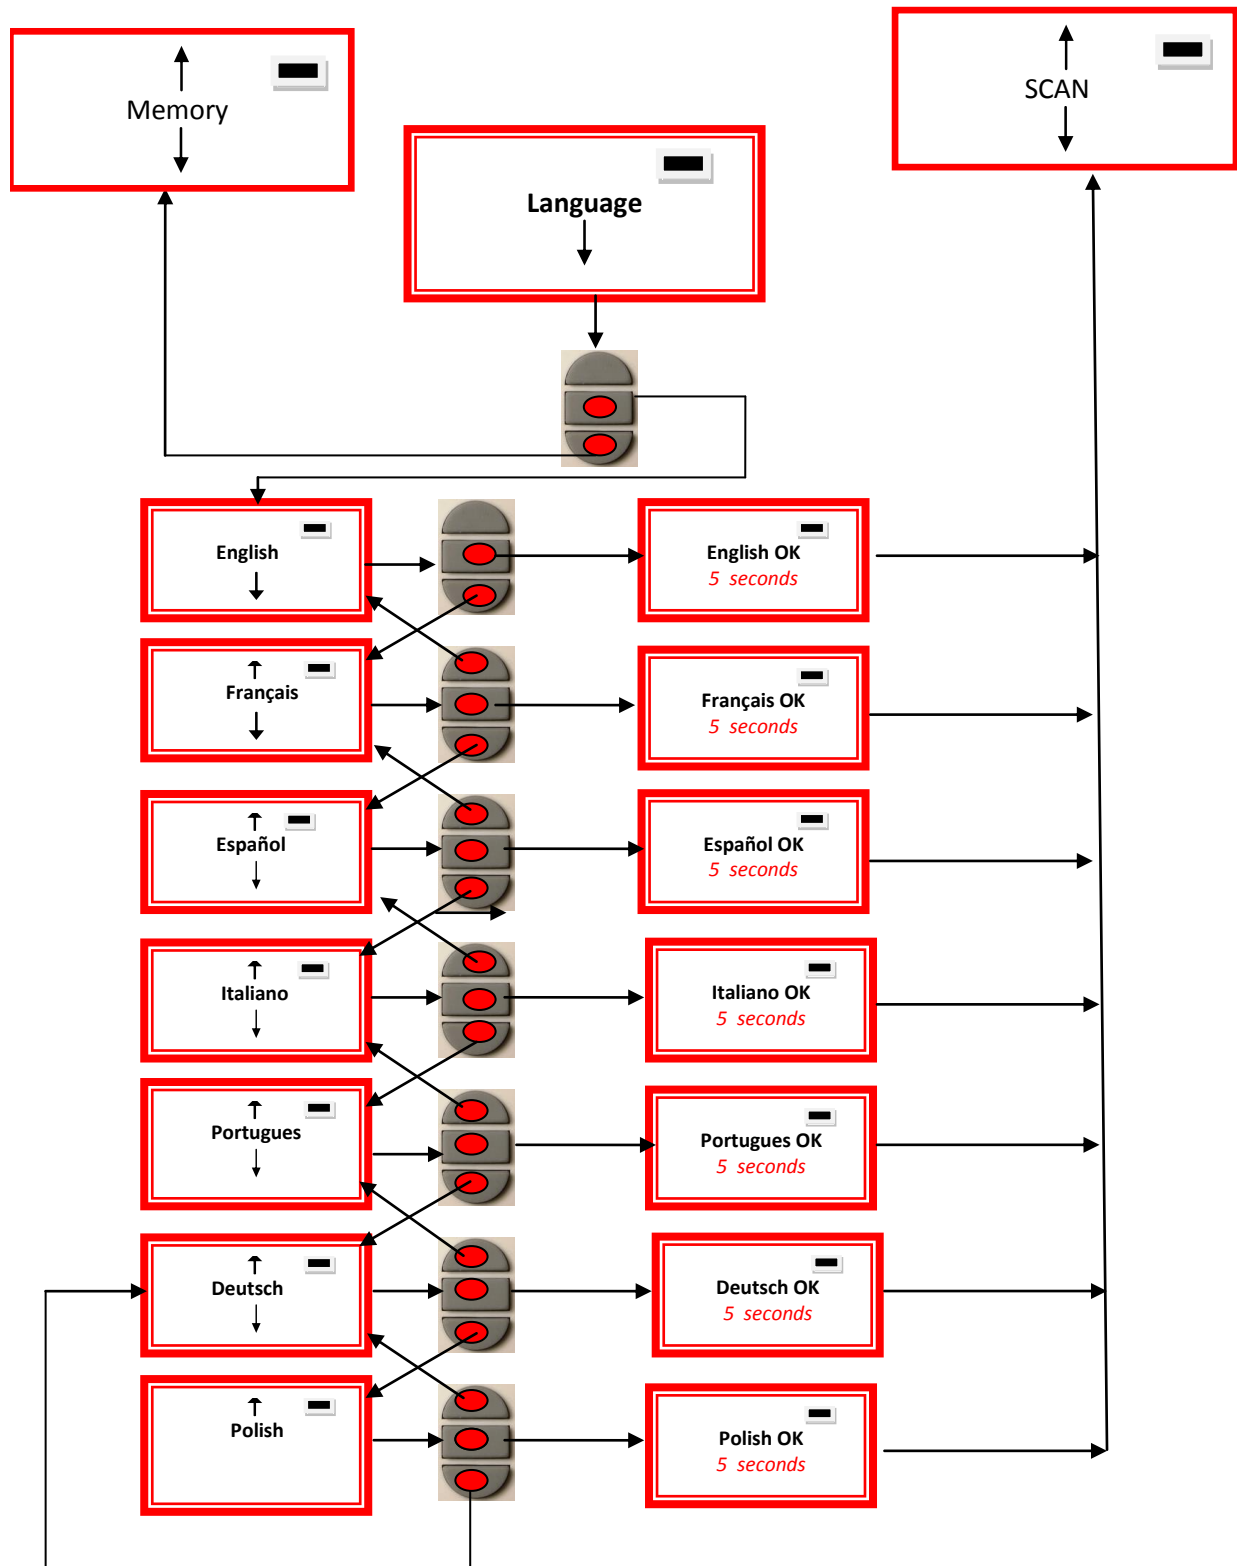 Memory
SCAN
Language
English
English OK
5 seconds
Français
Français OK
5 seconds
Español
Español OK
5 seconds
Italiano
Italiano OK
5 seconds
Portugues
Portugues OK
5 seconds
Deutsch
Deutsch OK
5 seconds
Polish
Polish OK
5 seconds